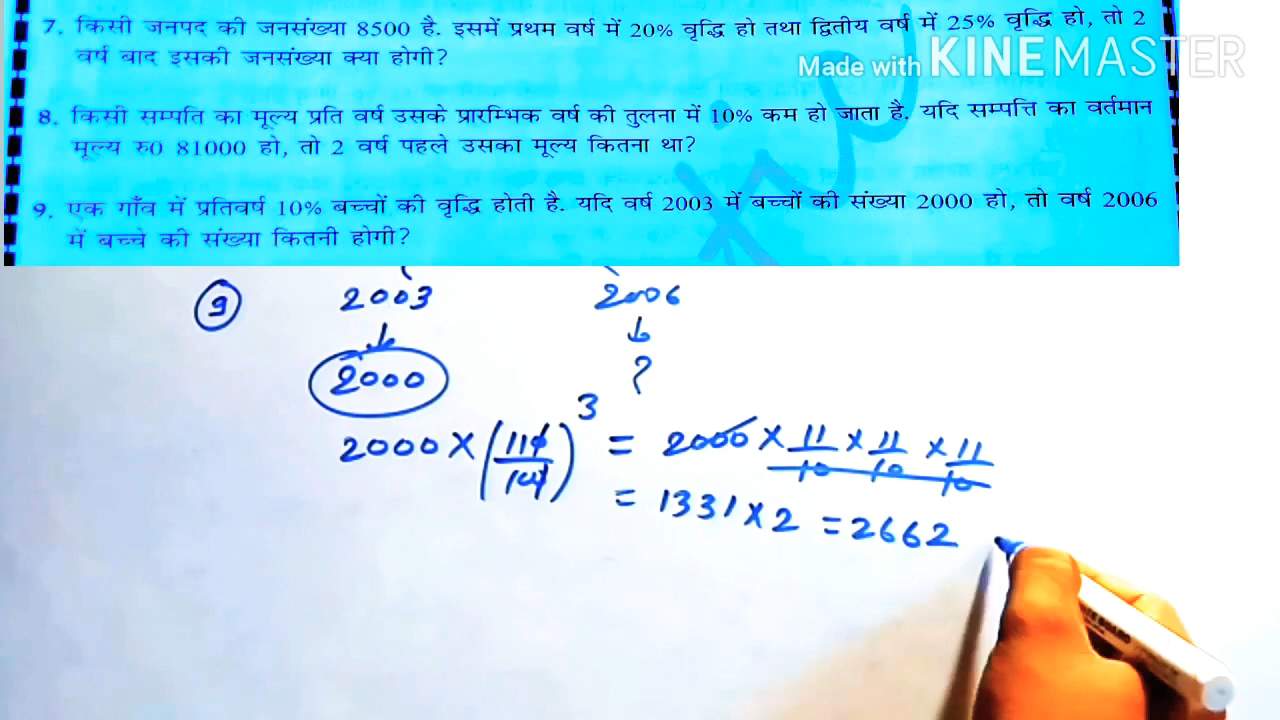 7. किसी जनपद की जनसंख्या 8500 है. इसमें प्रथम वर्ष में 20% वृद्धि हो तथा द्वितीय वर्ष में 25% वृद्धि हो, तो 2
वर्ष बाद इसकी जनसंख्या क्या होगी?
Made with KINEMASTER
8. किसी सम्पति का मूल्य प्रति वर्ष उसके प्रारम्भिक वर्ष की तुलना में 10% कम हो जाता है. यदि सम्पत्ति का वर्तमान
मूल्य रु0 81000 हो, तो 2 वर्ष पहले उसका मूल्य कितना था?
9. एक गाँव में प्रतिवर्ष 10% बच्चों की वृद्धि होती है. यदि वर्ष 2003 में बच्चों की संख्या 2000 हो, तो वर्ष 2006
में बच्चे की संख्या कितनी होगी?
9 2003 2006
2000 ?
2000 × (110/100)^3 = 2000 × 11/10 × 11/10 × 11/10
= 1331 × 2 = 2662